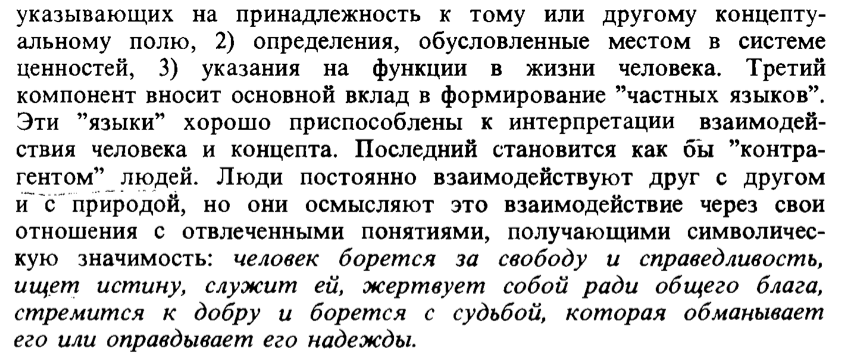 указывающих на принадлежность к тому или другому концепту-
альному полю, 2) определения, обусловленные местом в системе
ценностей, 3) указания на функции в жизни человека. Третий
компонент вносит основной вклад в формирование ”частных языков”.
Эти ”языки” хорошо приспособлены к интерпретации взаимодей-
ствия человека и концепта. Последний становится как бы ”контра-
гентом” людей. Люди постоянно взаимодействуют друг с другом
и с природой, но они осмысляют это взаимодействие через свои
отношения с отвлеченными понятиями, получающими символичес-
кую значимость: человек борется за свободу и справедливость,
ищет истину, служит ей, жертвует собой ради общего блага,
стремится к добру и борется с судьбой, которая обманывает
его или оправдывает его надежды.